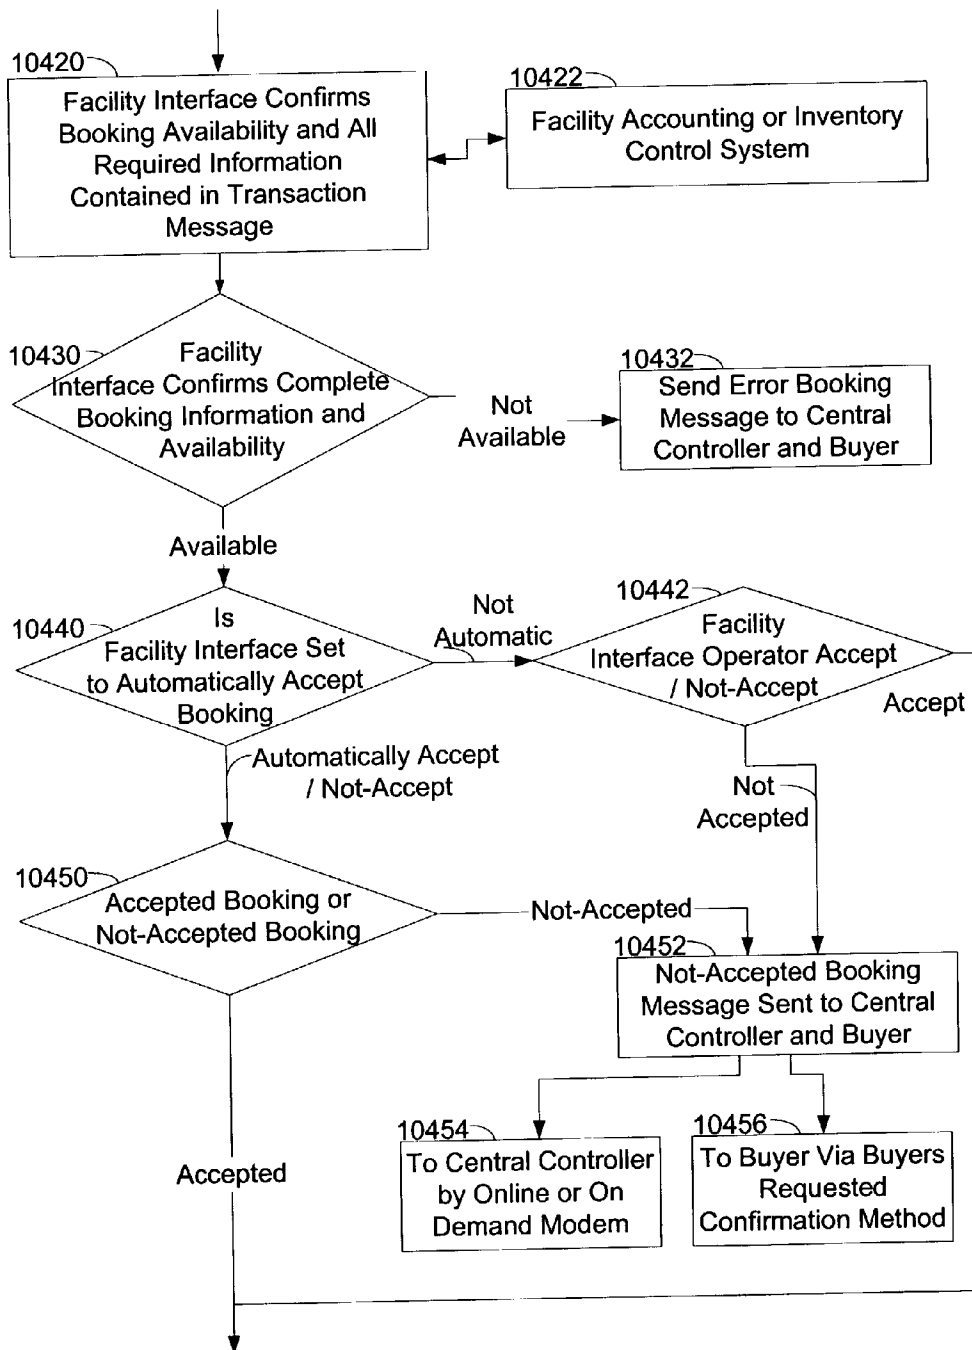 10420
Facility Interface Confirms
Booking Availability and All
Required Information
Contained in Transaction
Message
10422
Facility Accounting or Inventory
Control System
10430
Facility
Interface Confirms Complete
Booking Information and
Availability
Not
Available
10432
Send Error Booking
Message to Central
Controller and Buyer
Available
10440
Is
Facility Interface Set
to Automatically Accept
Booking
Not
Automatic
10442
Facility
Interface Operator Accept
/ Not-Accept
Accept
Automatically Accept
/ Not-Accept
Not
Accepted
10450
Accepted Booking or
Not-Accepted Booking
Not-Accepted
10452
Not-Accepted Booking
Message Sent to Central
Controller and Buyer
10454
To Central Controller
by Online or On
Demand Modem
10456
To Buyer Via Buyers
Requested
Confirmation Method
Accepted